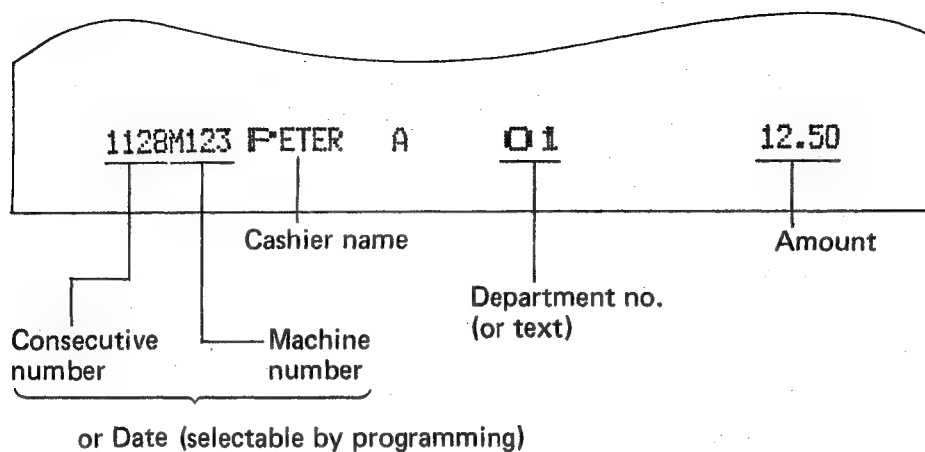 1128M123 PETER A 01 12.50
Cashier name
Amount
Department no.
(or text)
Consecutive
number
Machine
number
or Date (selectable by programming)